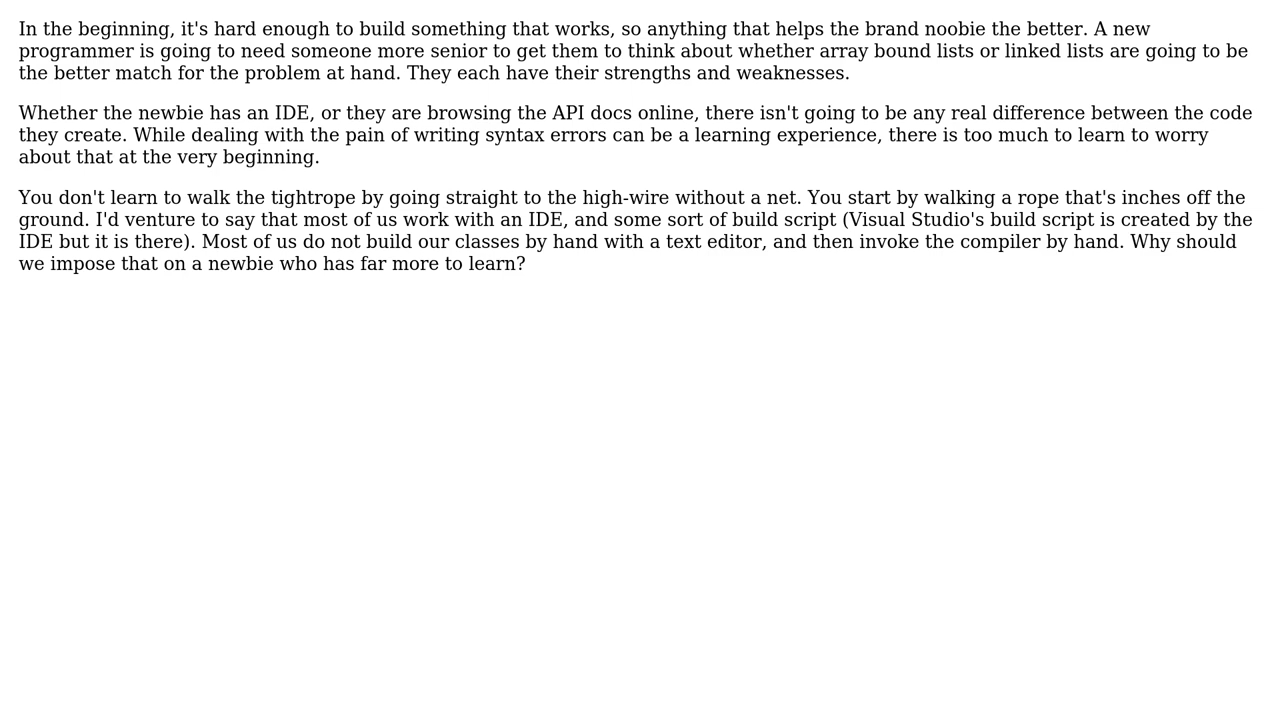 In the beginning, it's hard enough to build something that works, so anything that helps the brand noobie the better. A new
programmer is going to need someone more senior to get them to think about whether array bound lists or linked lists are going to be
the better match for the problem at hand. They each have their strengths and weaknesses.
Whether the newbie has an IDE, or they are browsing the API docs online, there isn't going to be any real difference between the code
they create. While dealing with the pain of writing syntax errors can be a learning experience, there is too much to learn to worry
about that at the very beginning.
You don't learn to walk the tightrope by going straight to the high-wire without a net. You start by walking a rope that's inches off the
ground. I'd venture to say that most of us work with an IDE, and some sort of build script (Visual Studio's build script is created by the
IDE but it is there). Most of us do not build our classes by hand with a text editor, and then invoke the compiler by hand. Why should
we impose that on a newbie who has far more to learn?